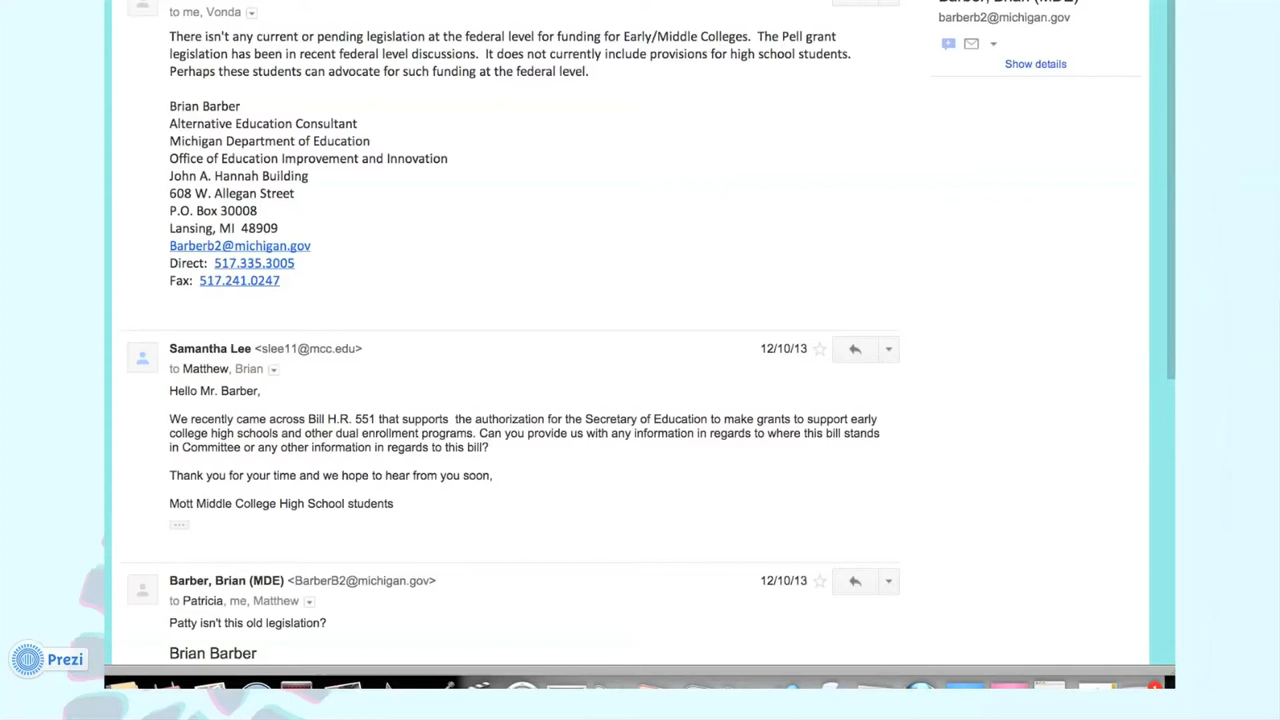 to me, Vonda
barberb2@michigan.gov
Show details
There isn't any current or pending legislation at the federal level for funding for Early/Middle Colleges.  The Pell grant
legislation has been in recent federal level discussions.  It does not currently include provisions for high school students.
Perhaps these students can advocate for such funding at the federal level.
Brian Barber
Alternative Education Consultant
Michigan Department of Education
Office of Education Improvement and Innovation
John A. Hannah Building
608 W. Allegan Street
P.O. Box 30008
Lansing, MI  48909
Barberb2@michigan.gov
Direct:  517.335.3005
Fax:  517.241.0247
Samantha Lee <slee11@mcc.edu> 12/10/13
to Matthew, Brian
Hello Mr. Barber,
We recently came across Bill H.R. 551 that supports  the authorization for the Secretary of Education to make grants to support early
college high schools and other dual enrollment programs. Can you provide us with any information in regards to where this bill stands
in Committee or any other information in regards to this bill?
Thank you for your time and we hope to hear from you soon,
Mott Middle College High School students
Barber, Brian (MDE) <BarberB2@michigan.gov> 12/10/13
to Patricia, me, Matthew
Patty isn't this old legislation?
Brian Barber
Prezi